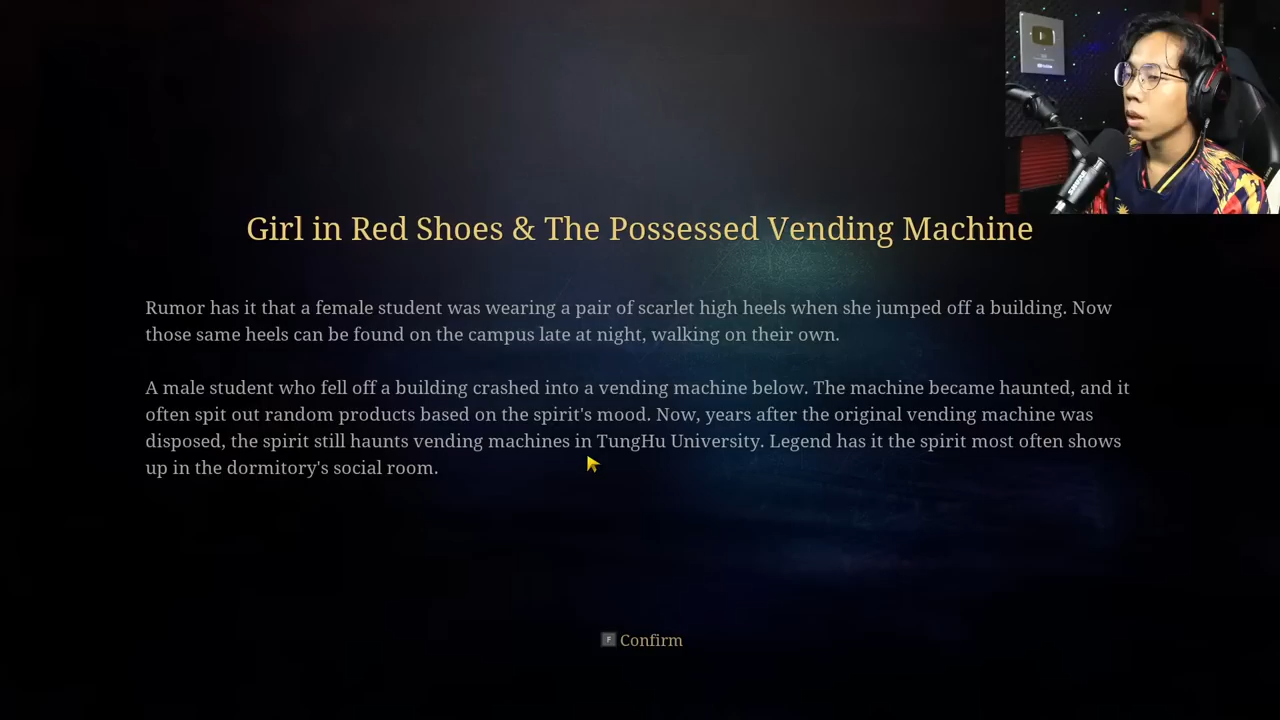 Girl in Red Shoes & The Possessed Vending Machine
Rumor has it that a female student was wearing a pair of scarlet high heels when she jumped off a building. Now
those same heels can be found on the campus late at night, walking on their own.
A male student who fell off a building crashed into a vending machine below. The machine became haunted, and it
often spit out random products based on the spirit's mood. Now, years after the original vending machine was
disposed, the spirit still haunts vending machines in TungHu University. Legend has it the spirit most often shows
up in the dormitory's social room.
F Confirm
SHURE